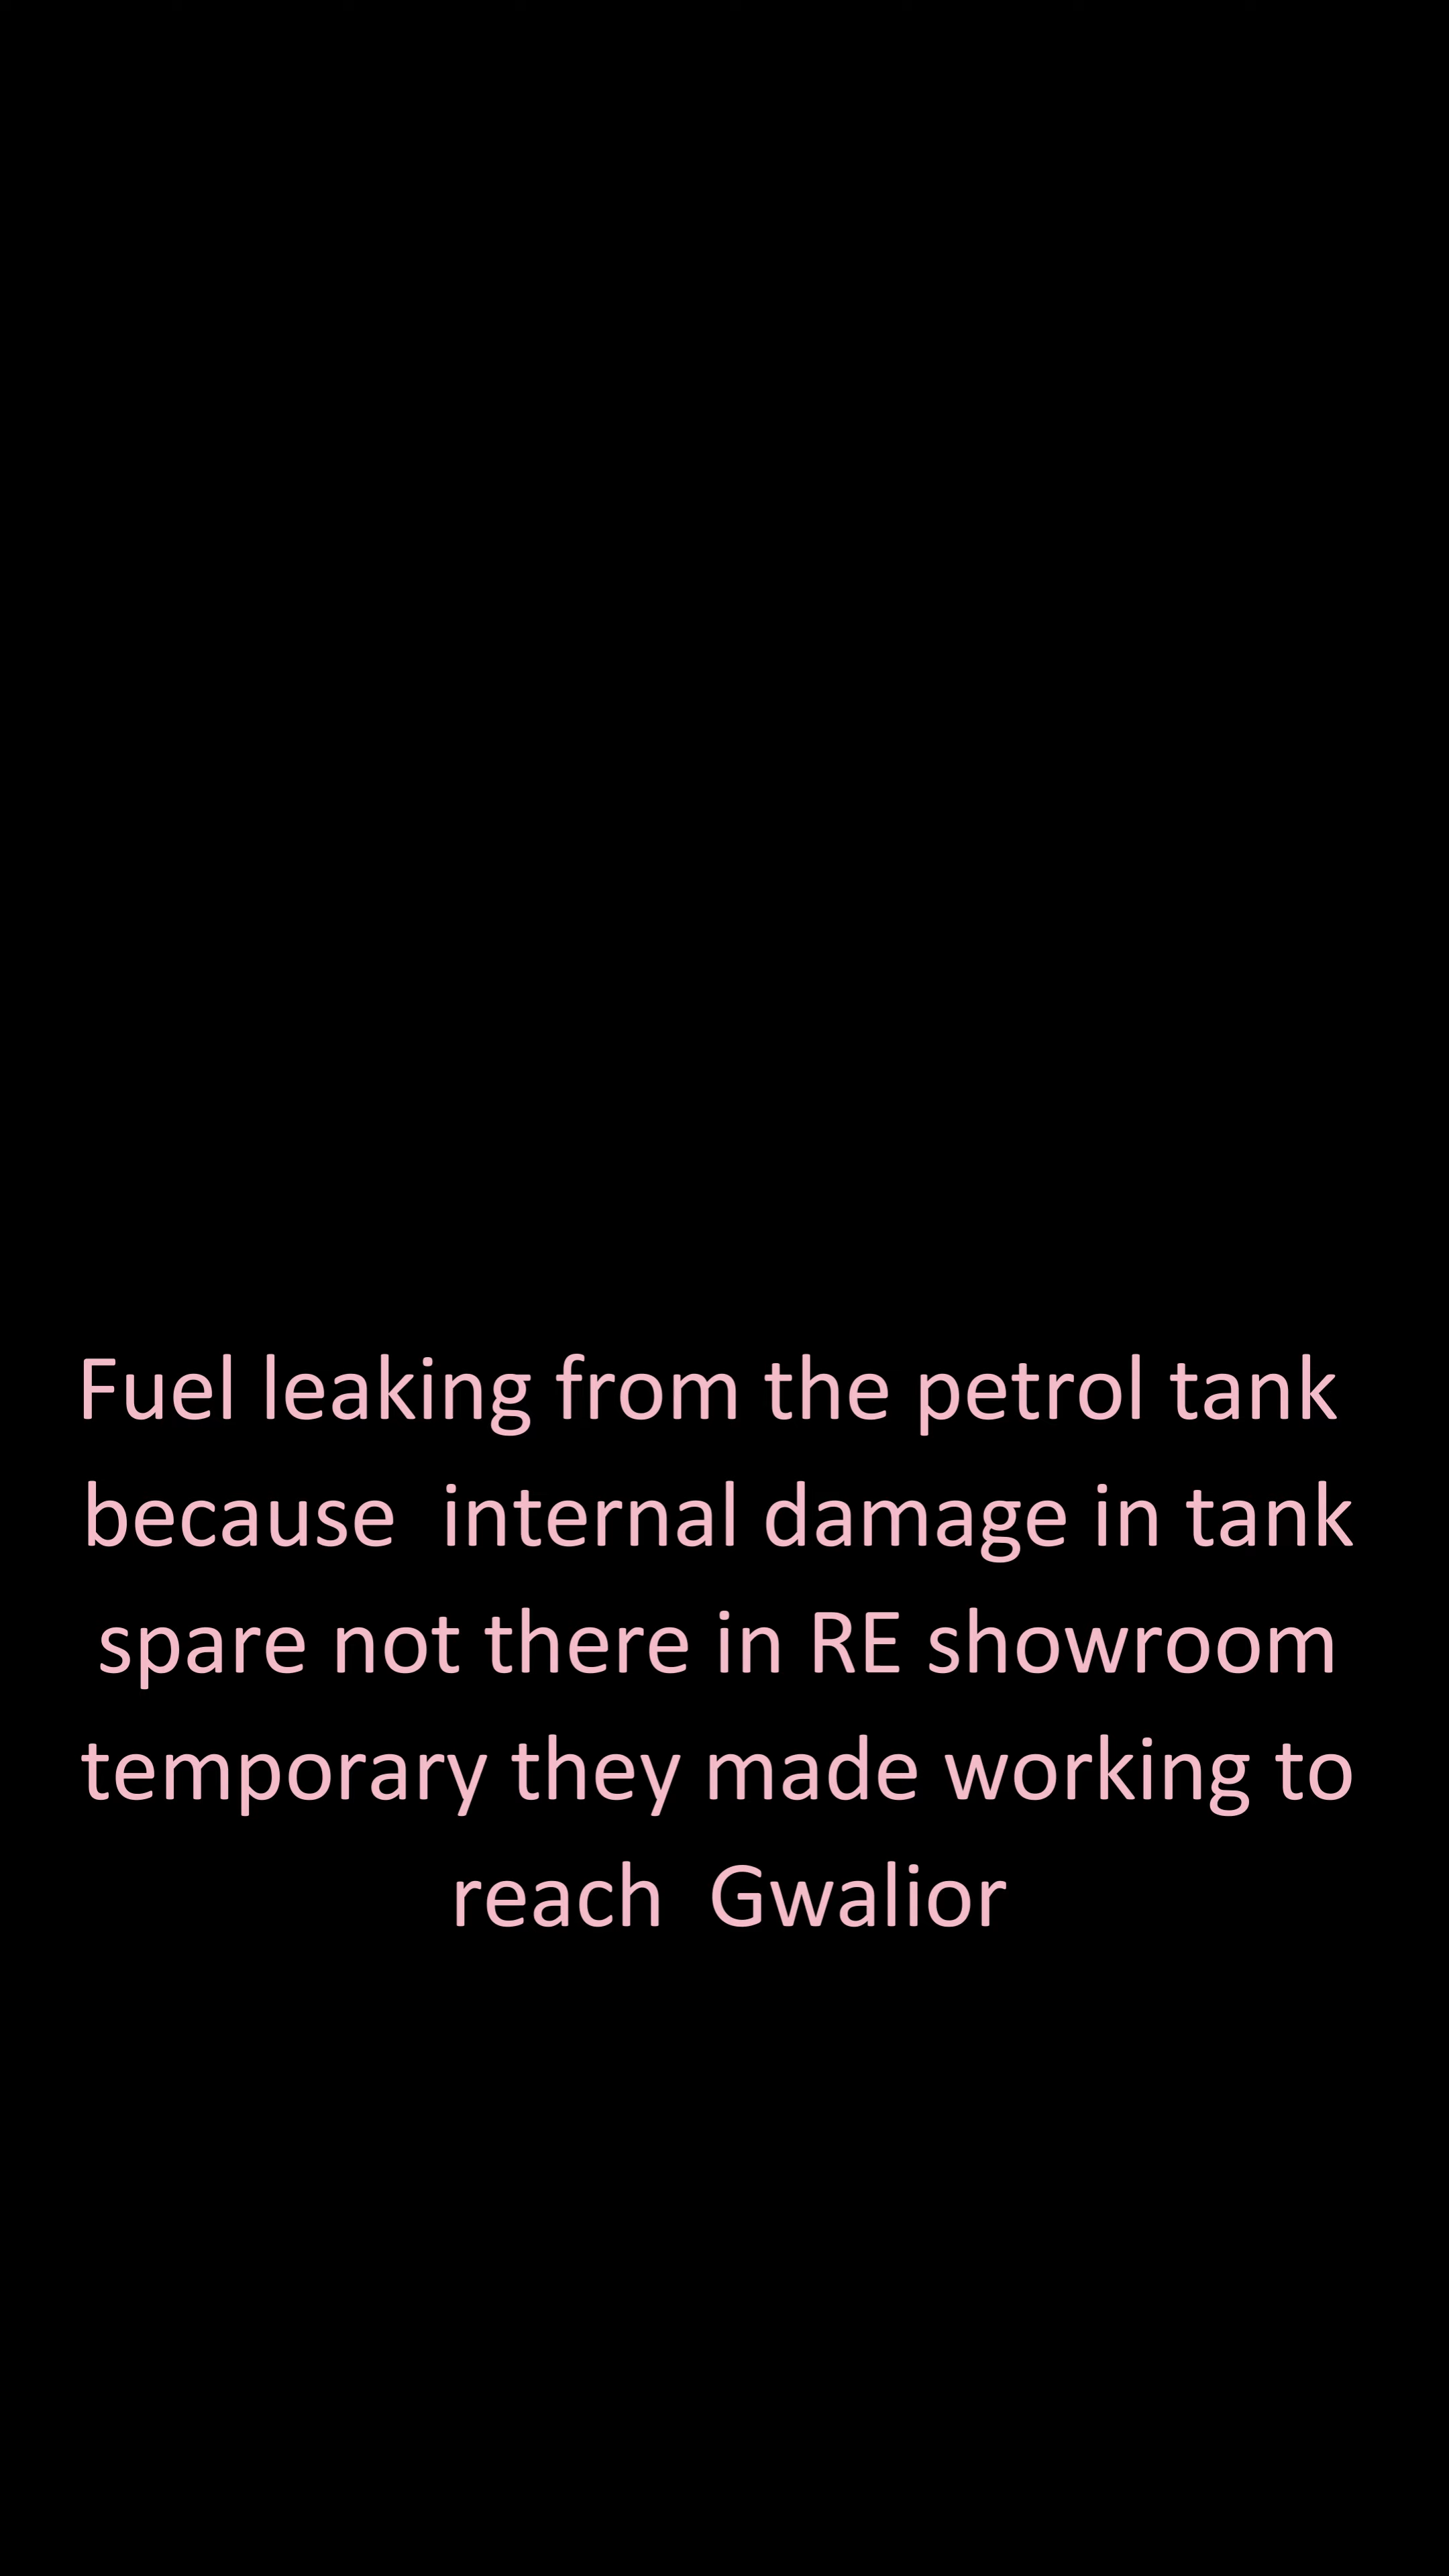 Fuel leaking from the petrol tank
because  internal damage in tank
spare not there in RE showroom
temporary they made working to
reach  Gwalior